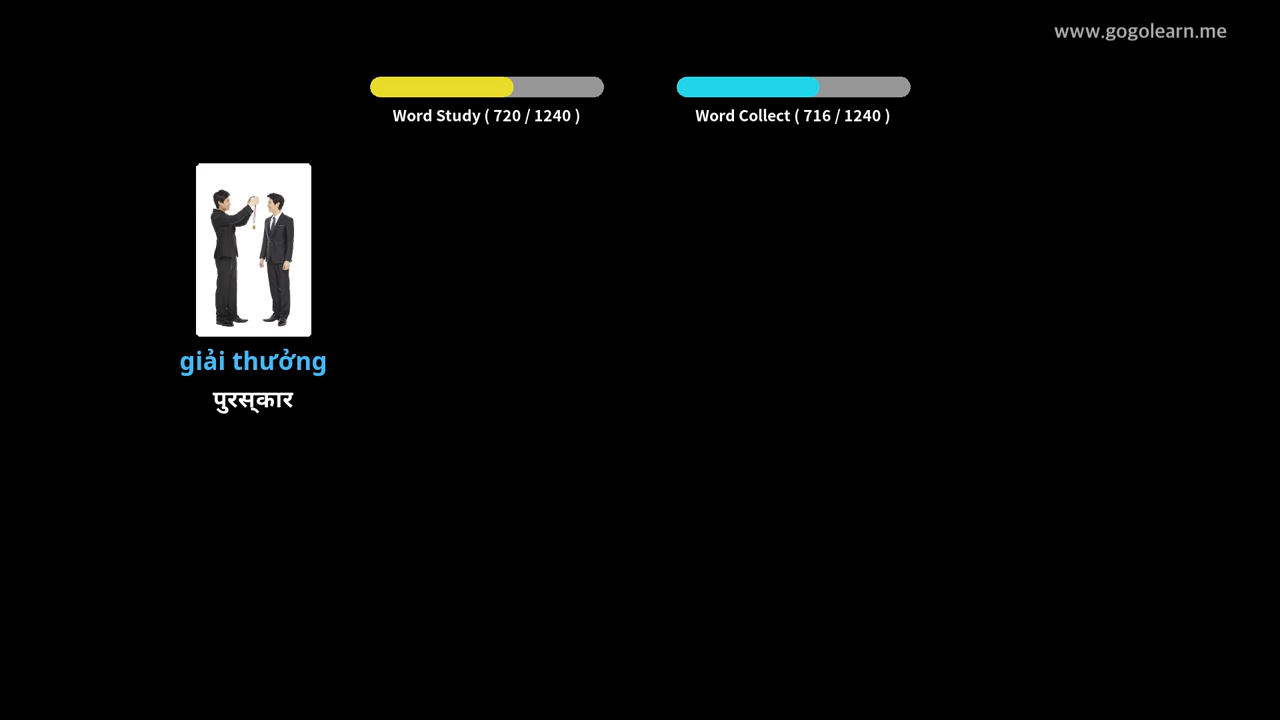 www.gogolearn.me
Word Study ( 720 / 1240 )
Word Collect ( 716 / 1240 )
giải thưởng
पुरस्कार